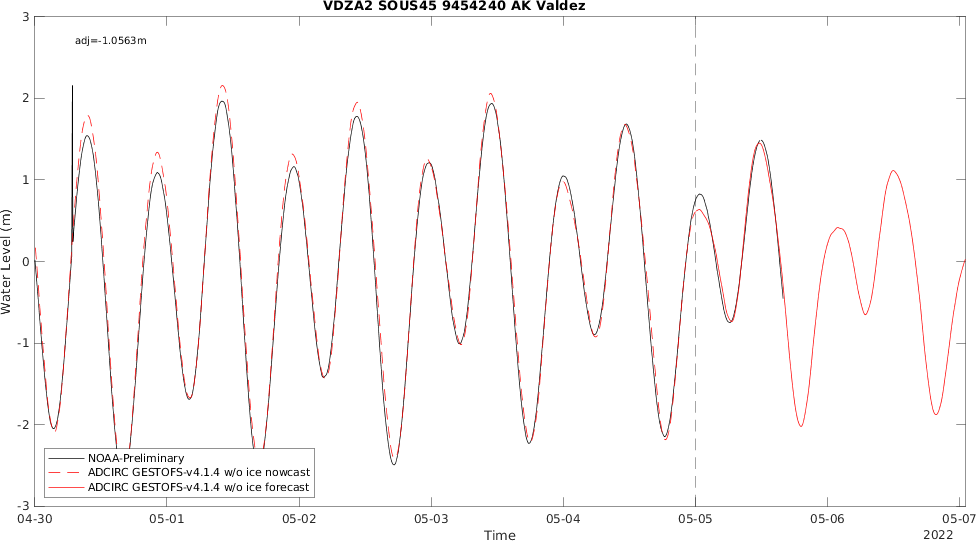 VDZA2 SOUS45 9454240 AK Valdez
adj=-1.0563m
3
2
1
0
-1
-2
-3
Water Level (m)
NOAA-Preliminary
ADCIRC GESTOFS-v4.1.4 w/o ice nowcast
ADCIRC GESTOFS-v4.1.4 w/o ice forecast
04-30 05-01 05-02 05-03 05-04 05-05 05-06 05-07
Time
2022